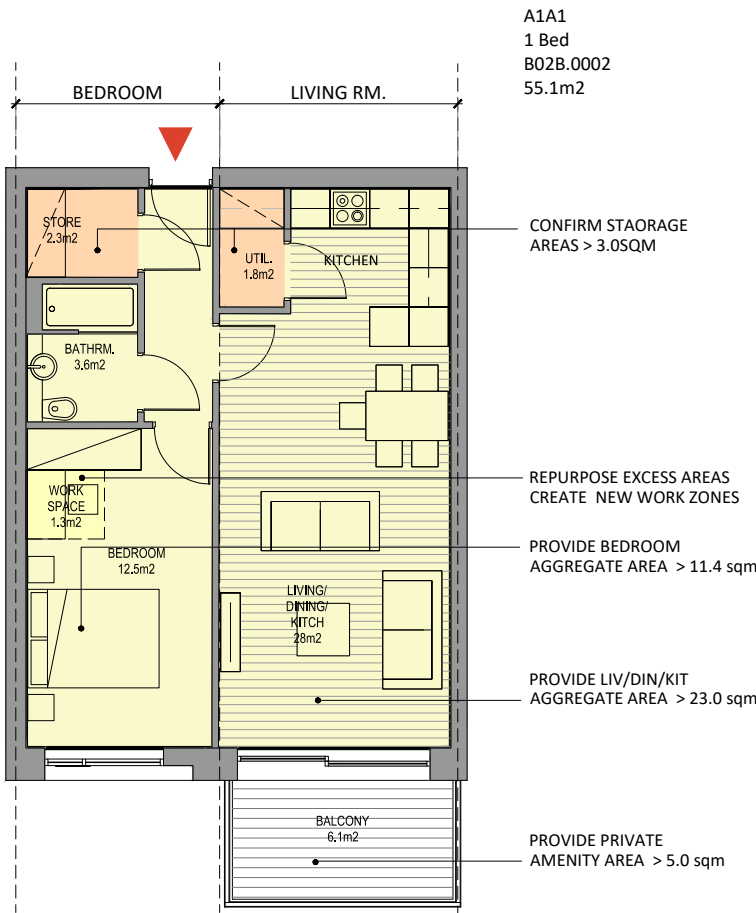 A1A1
1 Bed
B02B.0002
55.1m2
BEDROOM
LIVING RM.
STORE
2.3m2
UTIL.
1.8m2
KITCHEN
CONFIRM STAORAGE
AREAS > 3.0SQM
BATHRM.
3.6m2
WORK
SPACE
1.3m2
REPURPOSE EXCESS AREAS
CREATE NEW WORK ZONES
BEDROOM
12.5m2
PROVIDE BEDROOM
AGGREGATE AREA > 11.4 sqm
LIVING/
DINING/
KITCH
28m2
PROVIDE LIV/DIN/KIT
AGGREGATE AREA > 23.0 sqm
BALCONY
6.1m2
PROVIDE PRIVATE
AMENITY AREA > 5.0 sqm